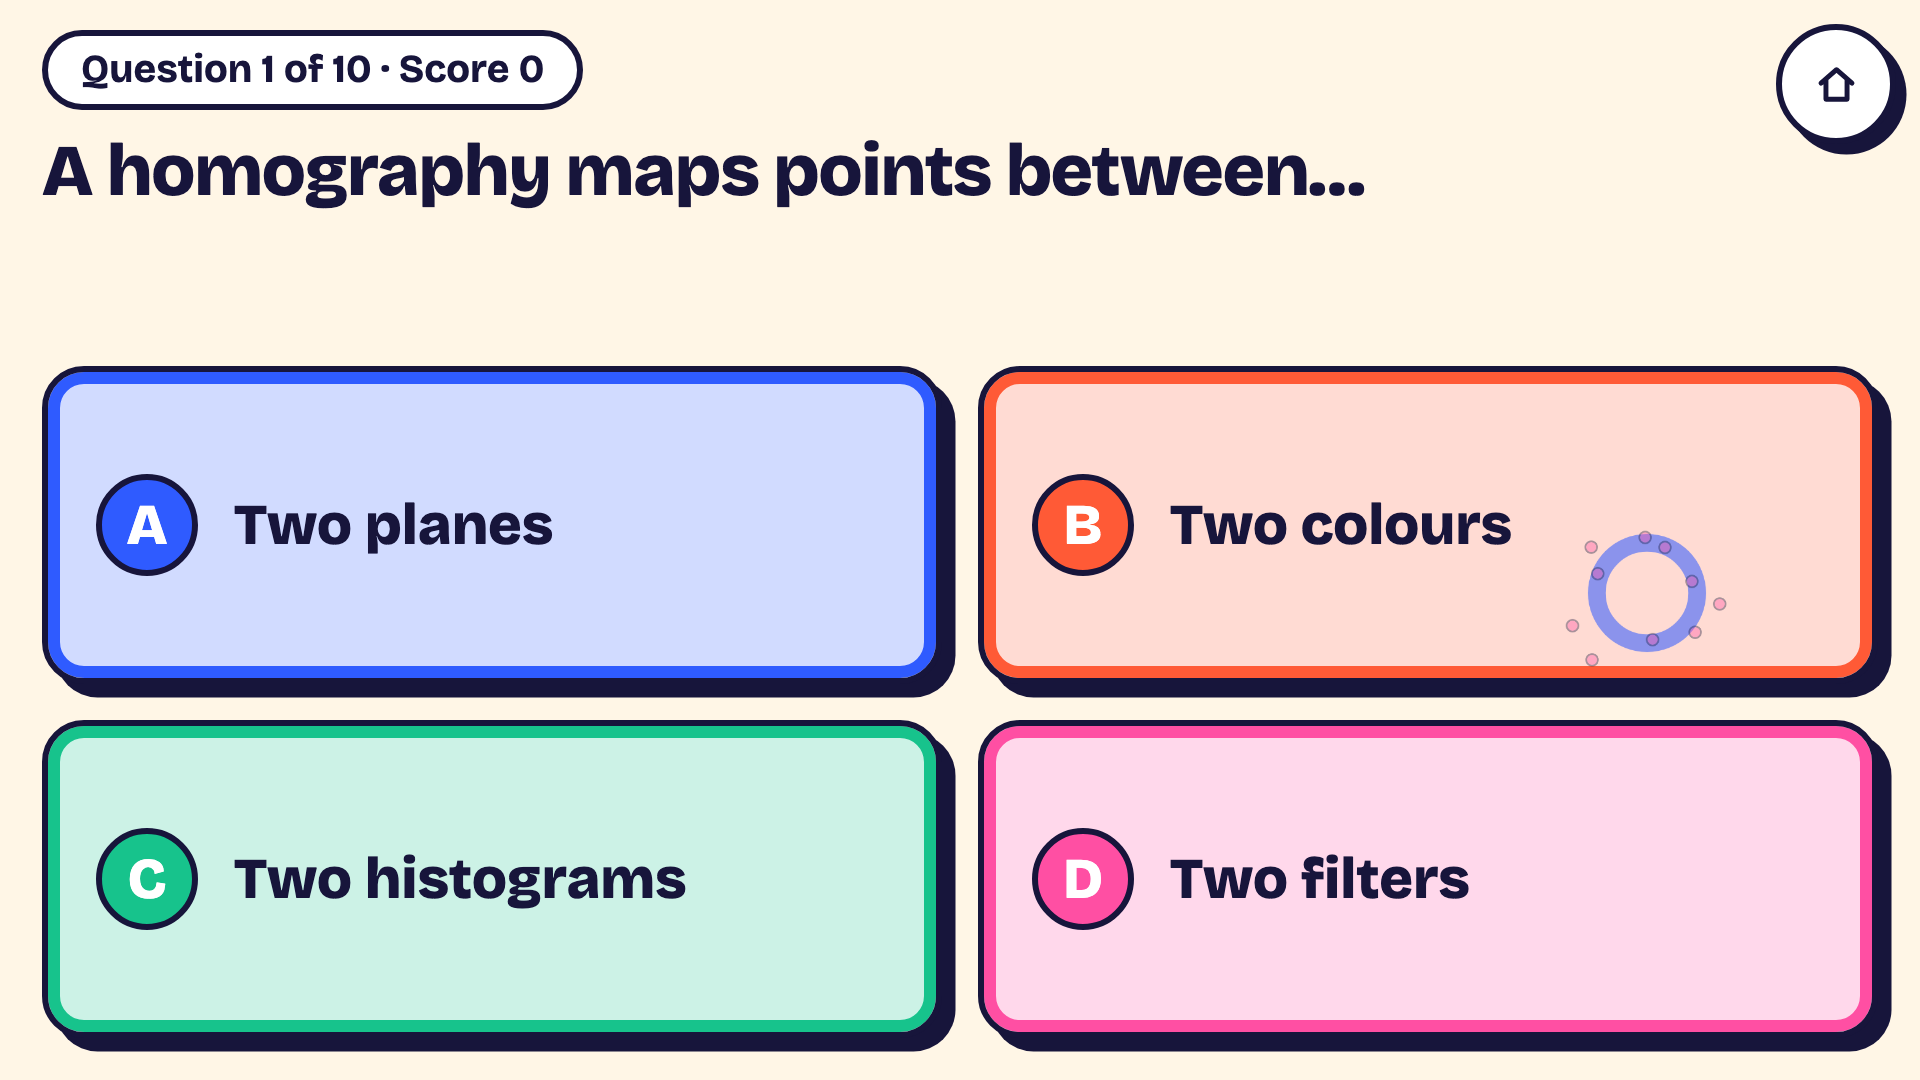 Question 1 of 10 · Score 0
A homography maps points between...
A Two planes
B Two colours
C Two histograms
D Two filters